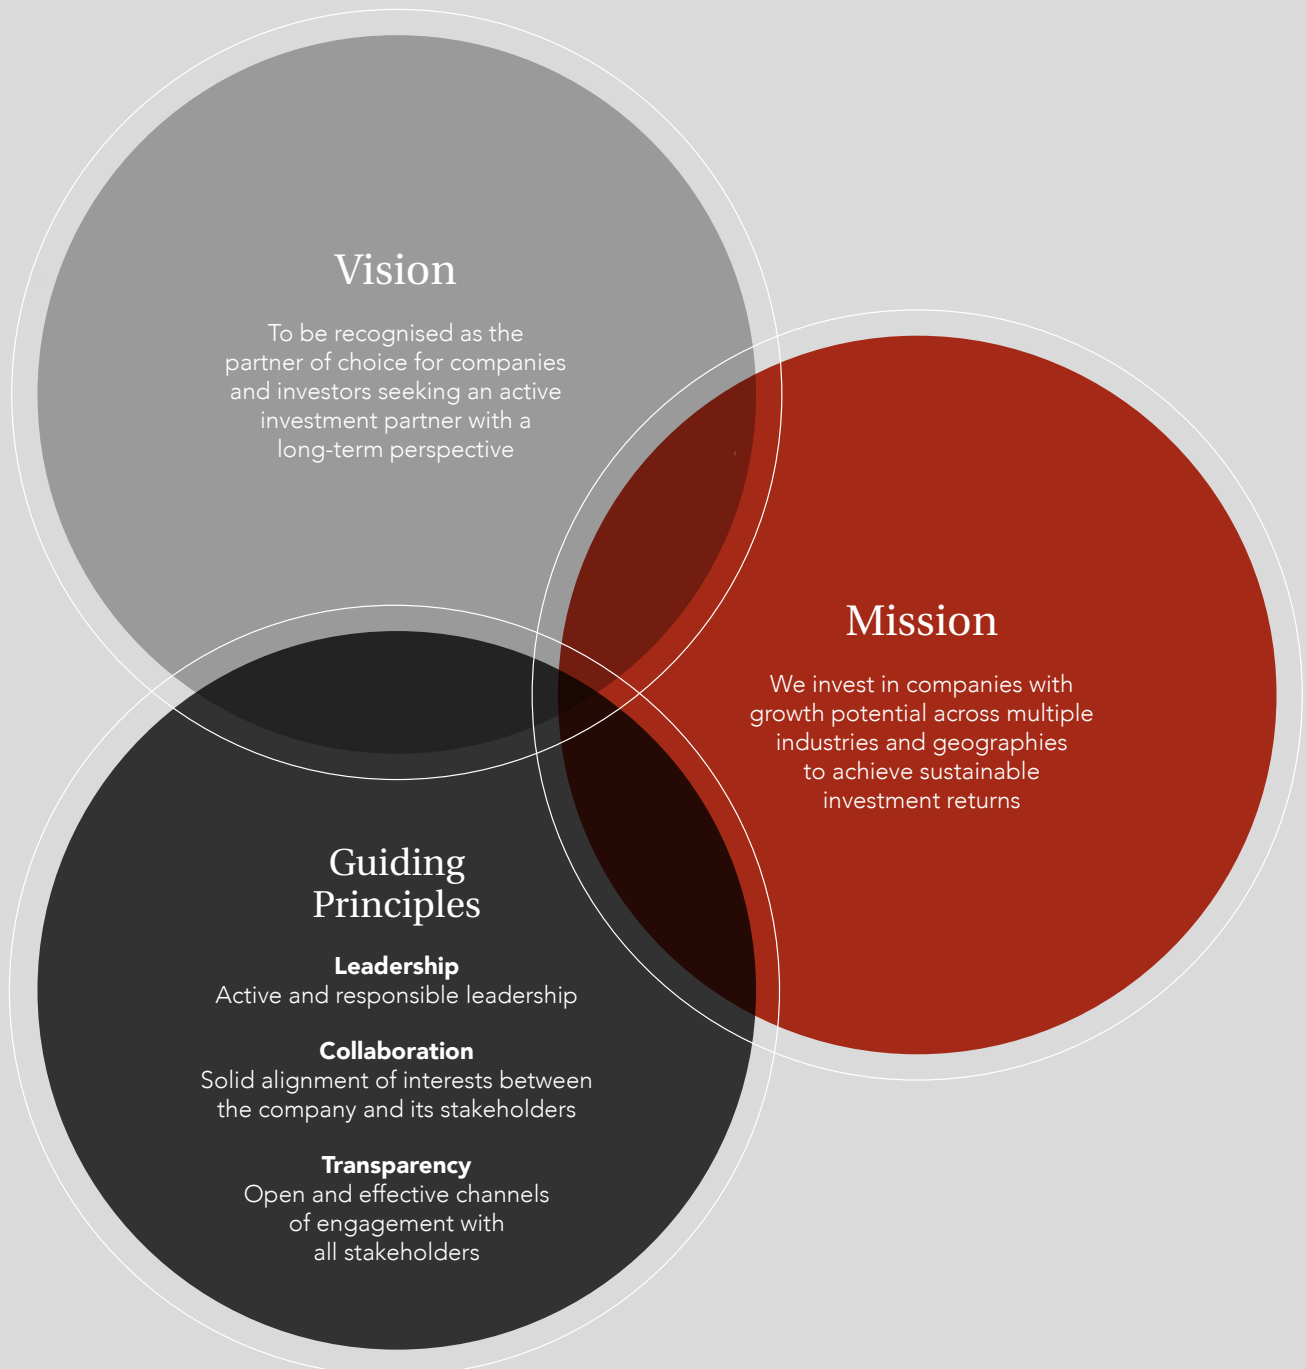 Vision
To be recognised as the
partner of choice for companies
and investors seeking an active
investment partner with a
long-term perspective
Mission
We invest in companies with
growth potential across multiple
industries and geographies
to achieve sustainable
investment returns
Guiding
Principles
Leadership
Active and responsible leadership
Collaboration
Solid alignment of interests between
the company and its stakeholders
Transparency
Open and effective channels
of engagement with
all stakeholders